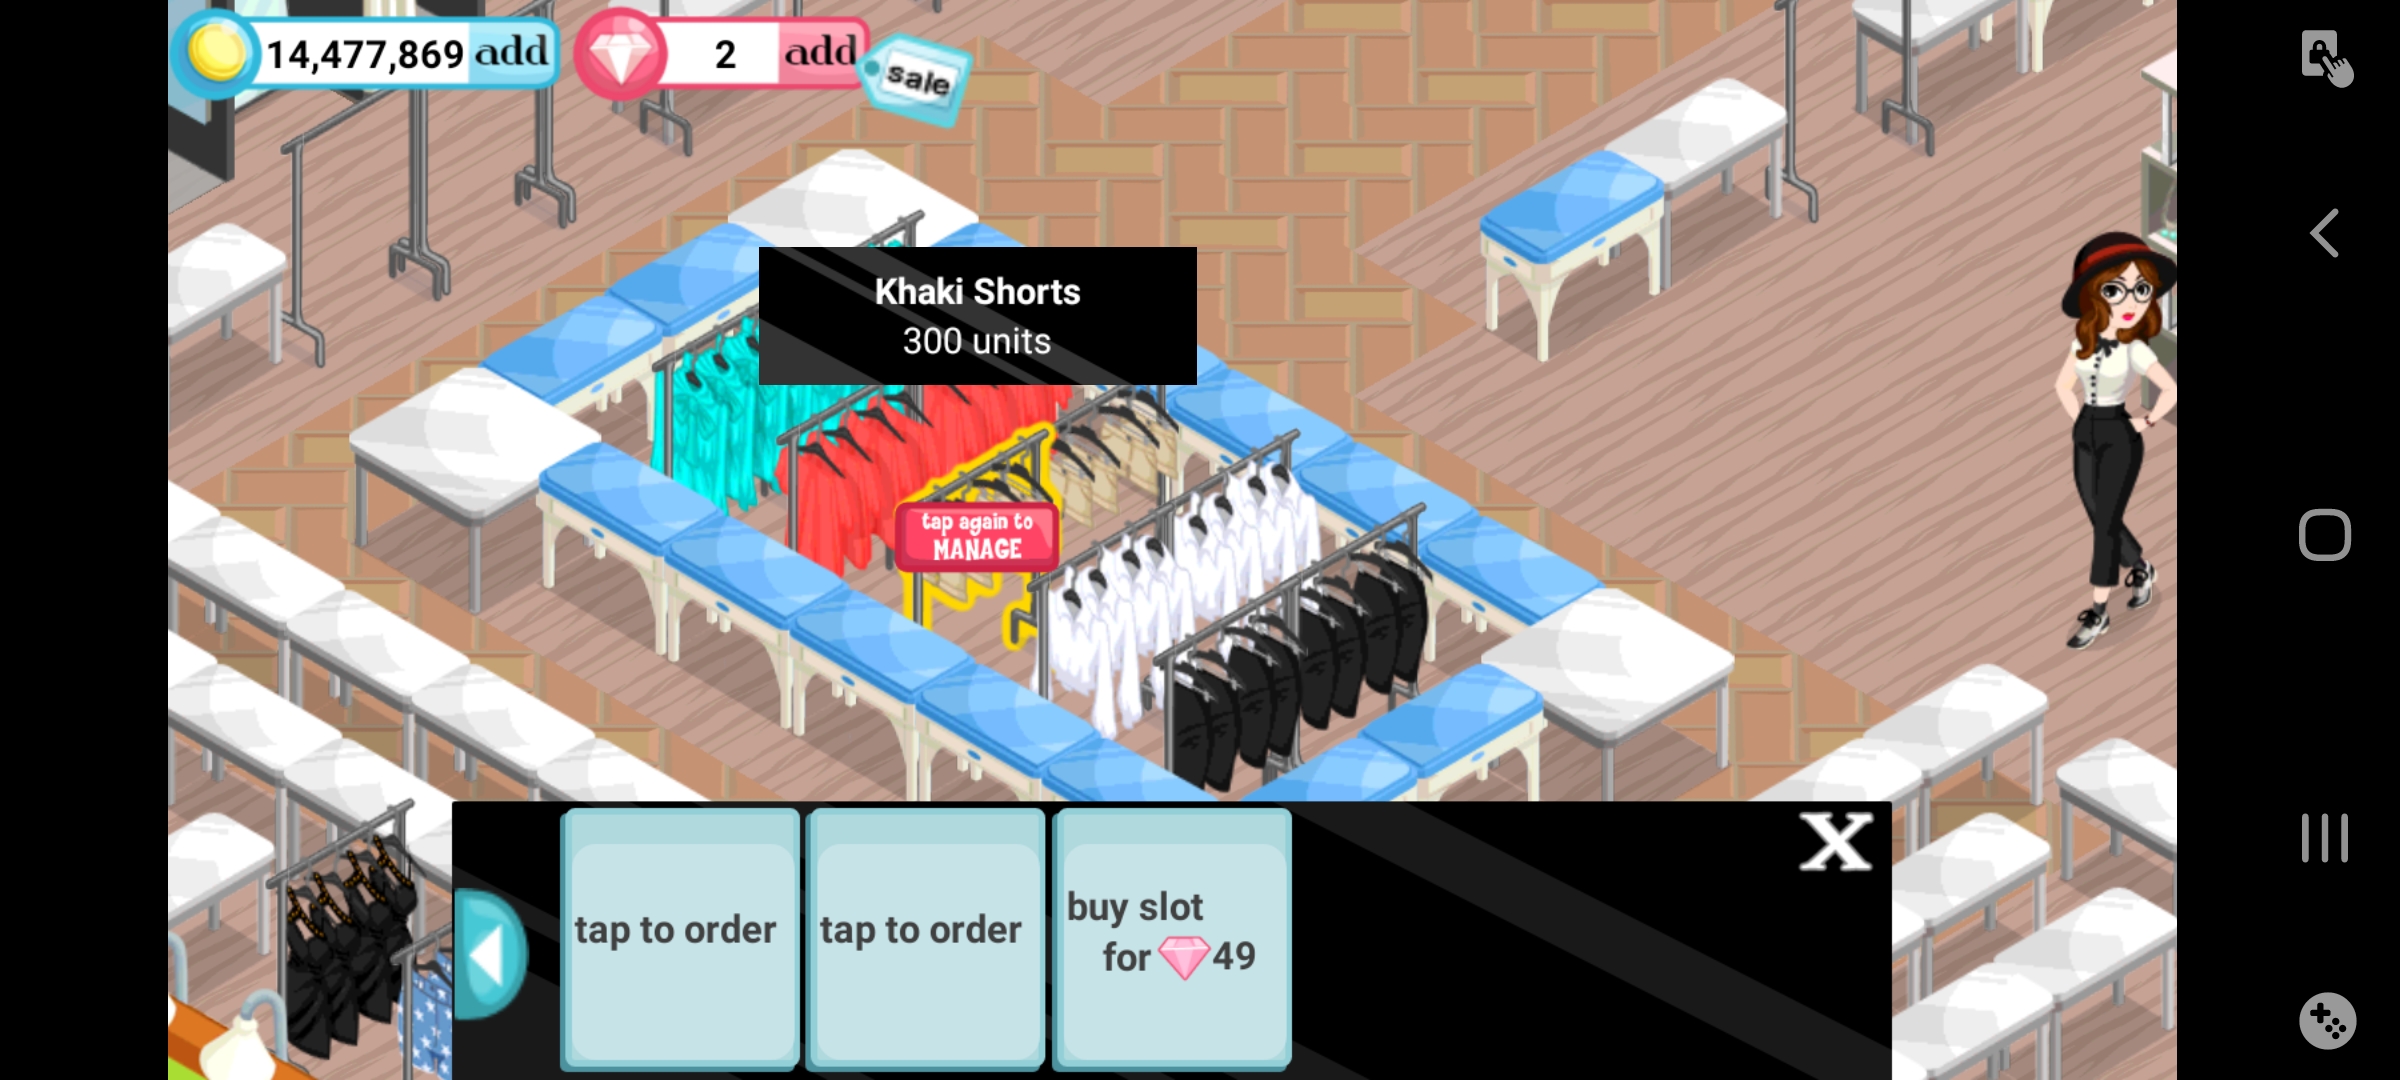 14,477,869 add
2 add
sale
Khaki Shorts
300 units
tap again to
MANAGE
X
tap to order
tap to order
buy slot
for 49